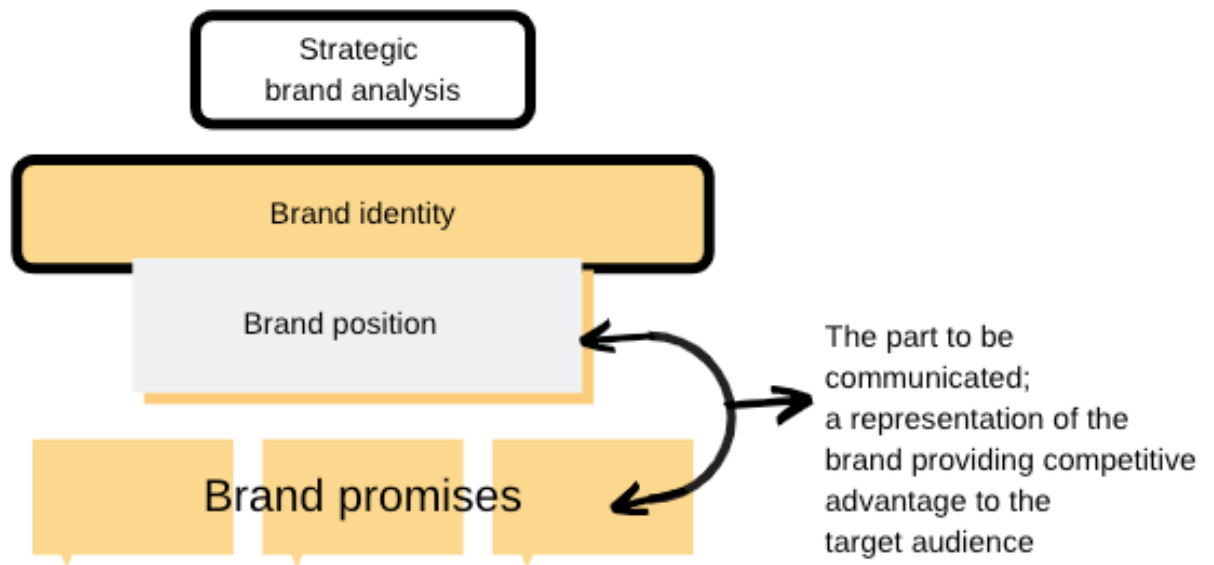 Strategic
brand analysis
Brand identity
Brand position
Brand promises
The part to be
communicated;
a representation of the
brand providing competitive
advantage to the
target audience